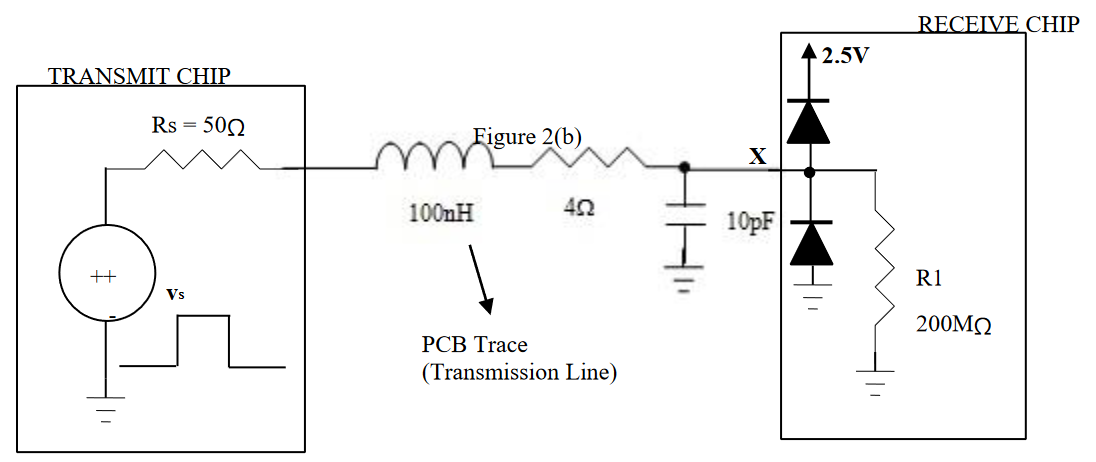 RECEIVE CHIP
2.5V
TRANSMIT CHIP
Rs = 50Ω
Figure 2(b)
X
100nH
4Ω
10pF
++
vs
-
R1
200MΩ
PCB Trace
(Transmission Line)